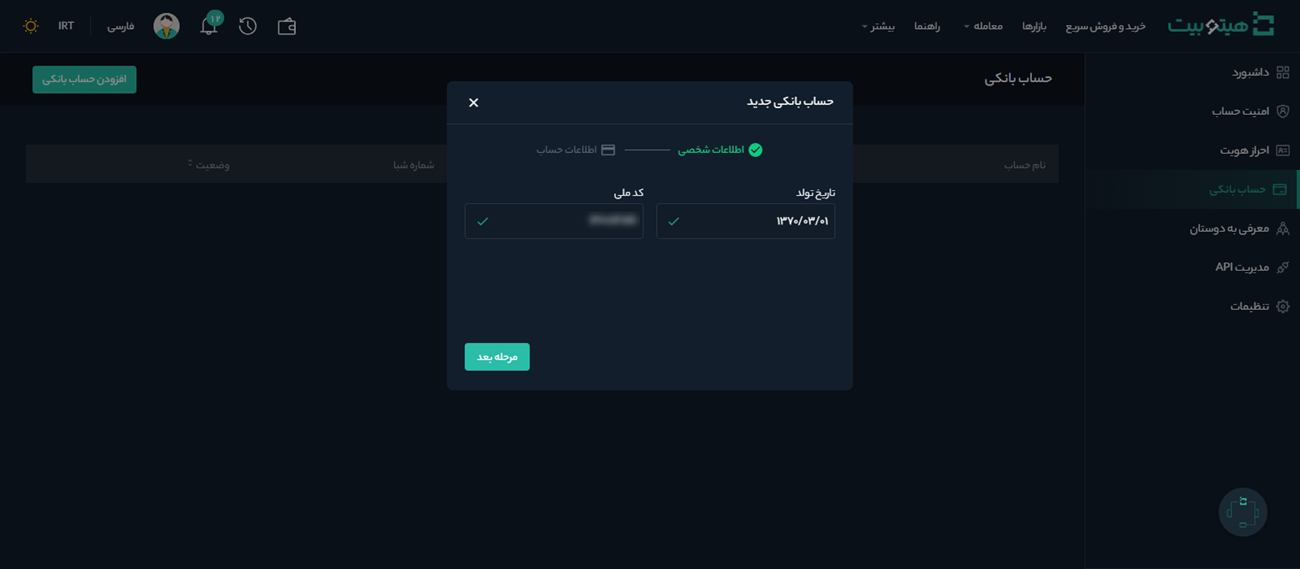 هیتوبیت
خرید و فروش سریع
بازارها
معامله
راهنما
بیشتر
۱۲
فارسی
IRT
داشبورد
امنیت حساب
احراز هویت
حساب بانکی
معرفی به دوستان
مدیریت API
تنظیمات
حساب بانکی
افزودن حساب بانکی
نام حساب
شماره شبا
وضعیت
حساب بانکی جدید
اطلاعات شخصی
اطلاعات حساب
تاریخ تولد
کد ملی
۱۳۷۰/۰۳/۰۱
مرحله بعد